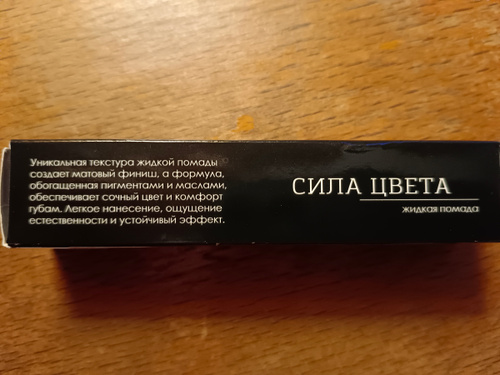 Уникальная текстура жидкой помады
создает матовый финиш, а формула,
обогащенная пигментами и маслами,
обеспечивает сочный цвет и комфорт
губам. Легкое нанесение, ощущение
естественности и устойчивый эффект.
СИЛА ЦВЕТА
жидкая помада